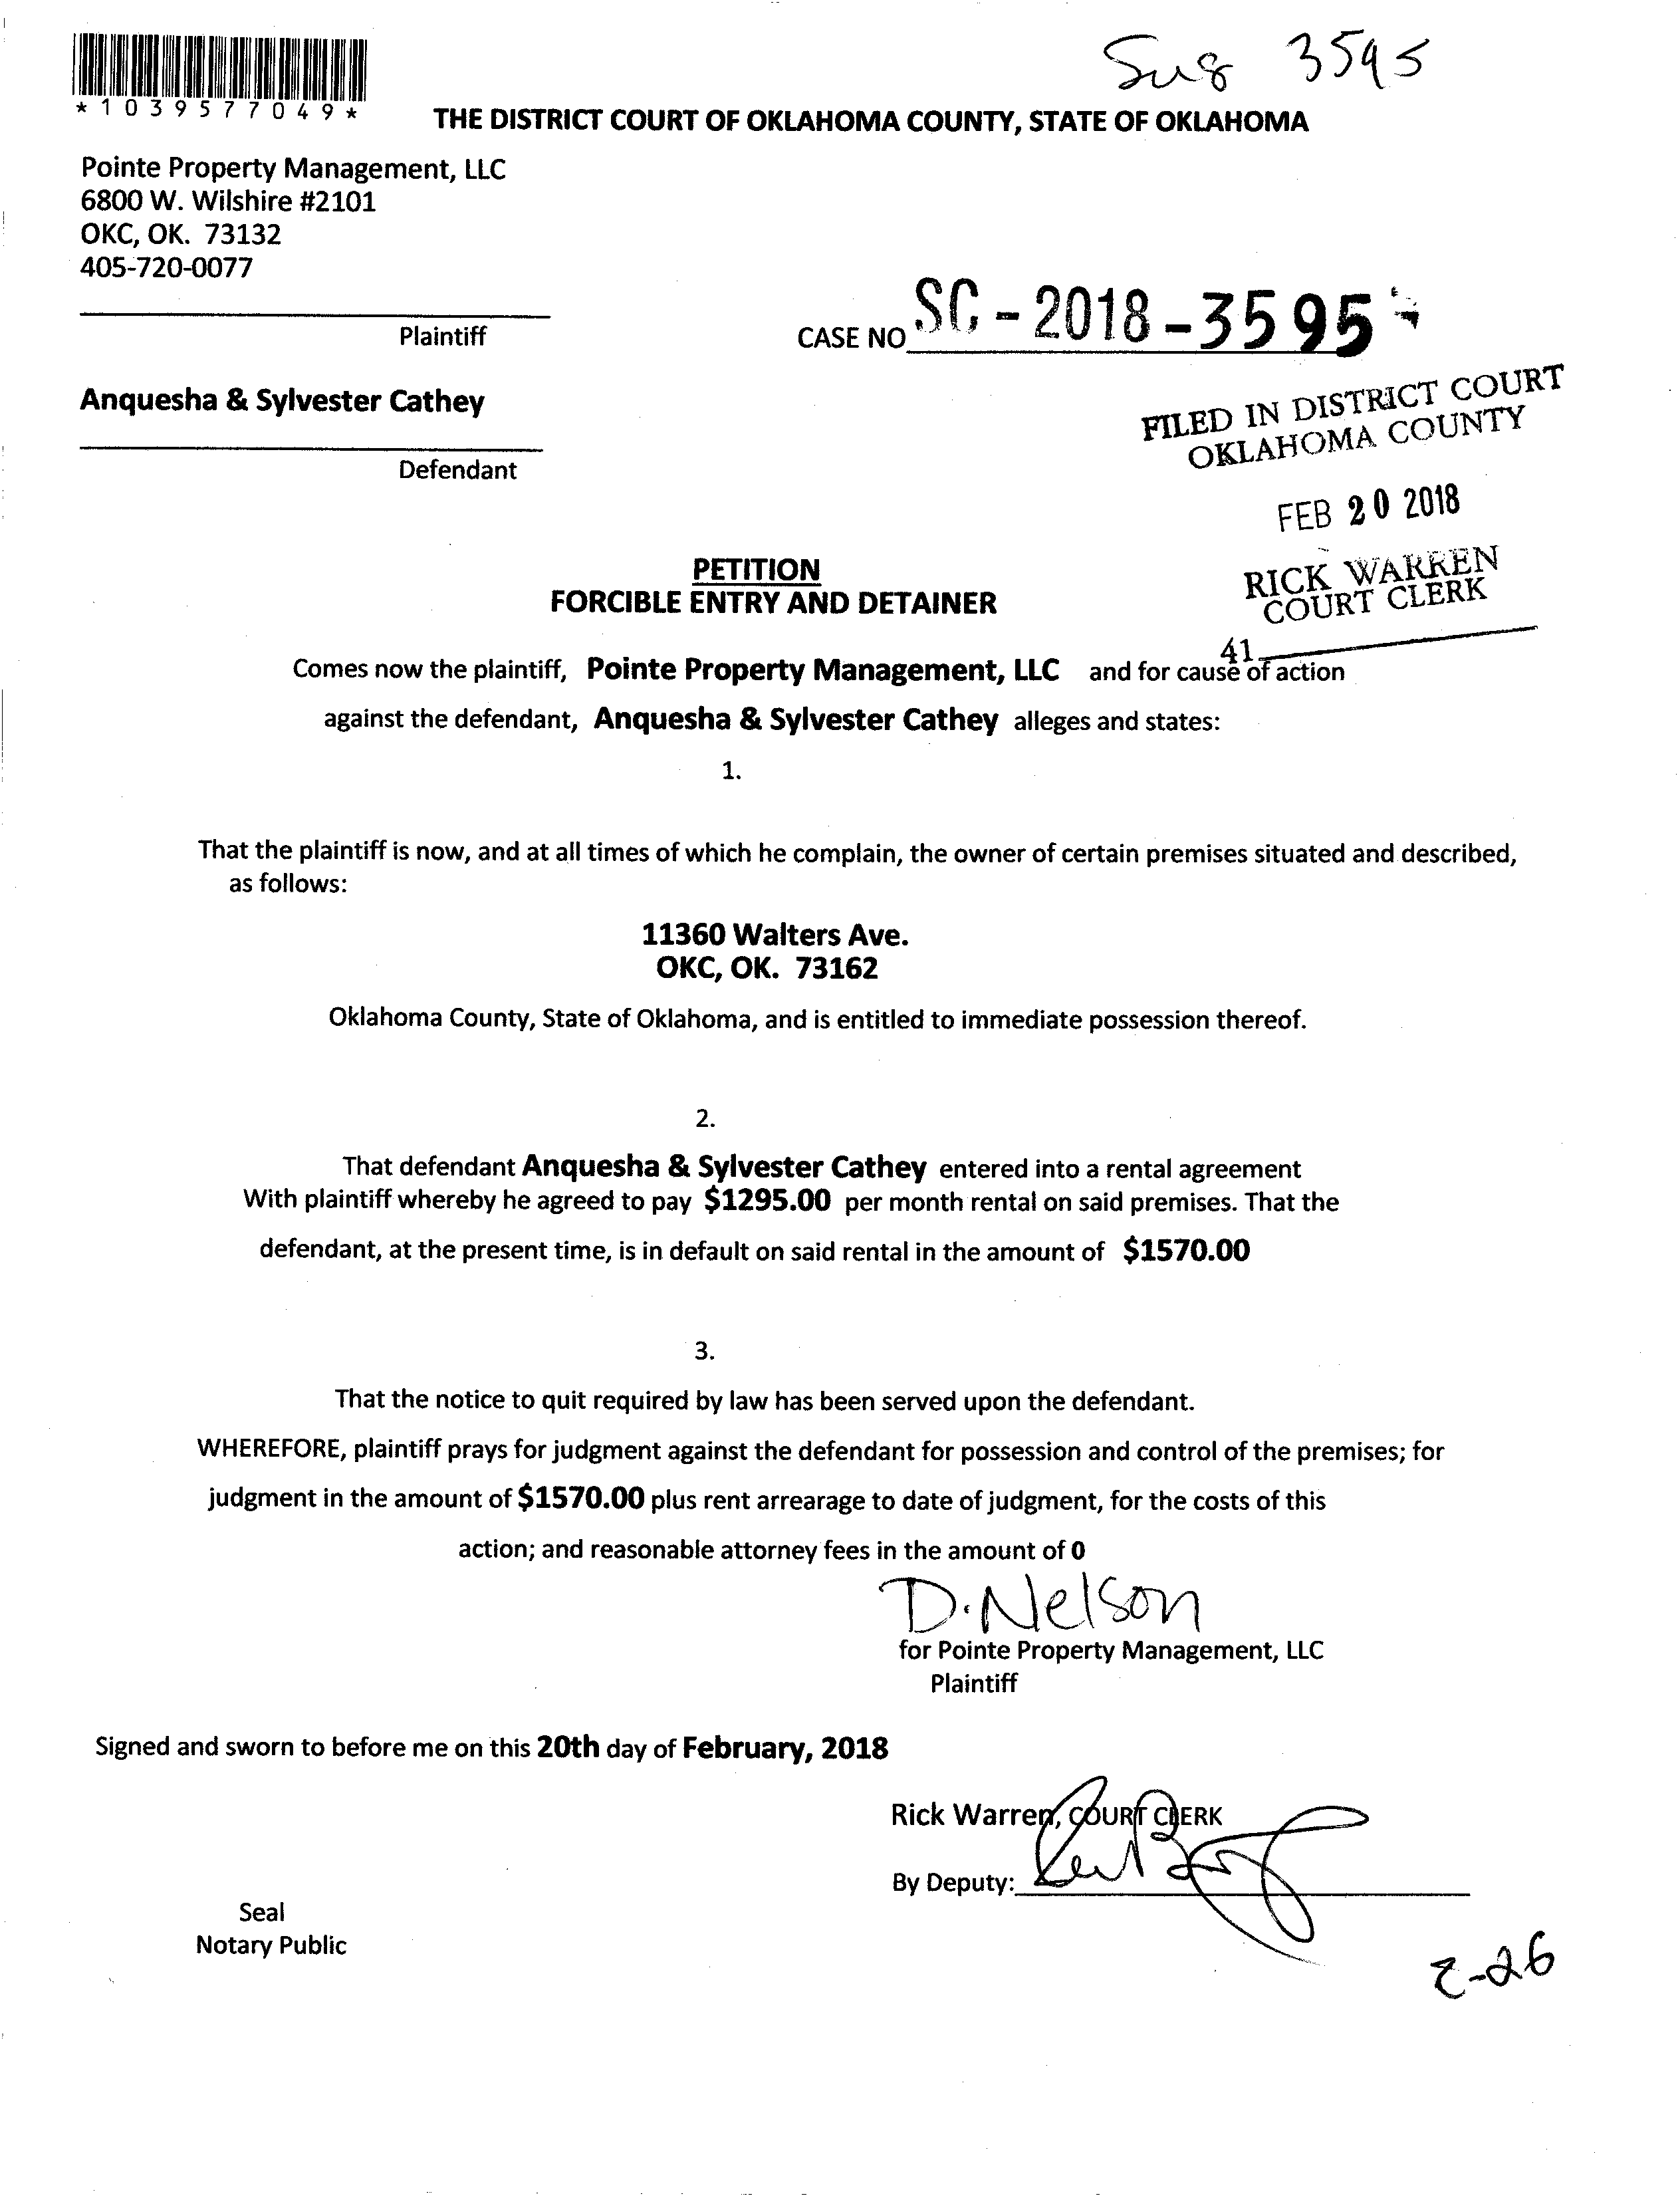 Sug 3595
*1039577049*
THE DISTRICT COURT OF OKLAHOMA COUNTY, STATE OF OKLAHOMA
Pointe Property Management, LLC
6800 W. Wilshire #2101
OKC, OK. 73132
405-720-0077
Plaintiff
CASE NO SC-2018-3595
Anquesha & Sylvester Cathey
Defendant
FILED IN DISTRICT COURT
OKLAHOMA COUNTY
FEB 20 2018
RICK WARREN
COURT CLERK
41
PETITION
FORCIBLE ENTRY AND DETAINER
Comes now the plaintiff, Pointe Property Management, LLC and for cause of action
against the defendant, Anquesha & Sylvester Cathey alleges and states:
1.
That the plaintiff is now, and at all times of which he complain, the owner of certain premises situated and described,
as follows:
11360 Walters Ave.
OKC, OK. 73162
Oklahoma County, State of Oklahoma, and is entitled to immediate possession thereof.
2.
That defendant Anquesha & Sylvester Cathey entered into a rental agreement
With plaintiff whereby he agreed to pay $1295.00 per month rental on said premises. That the
defendant, at the present time, is in default on said rental in the amount of $1570.00
3.
That the notice to quit required by law has been served upon the defendant.
WHEREFORE, plaintiff prays for judgment against the defendant for possession and control of the premises; for
judgment in the amount of $1570.00 plus rent arrearage to date of judgment, for the costs of this
action; and reasonable attorney fees in the amount of 0
D. Nelson
for Pointe Property Management, LLC
Plaintiff
Signed and sworn to before me on this 20th day of February, 2018
Rick Warren, COURT CLERK
By Deputy:
Seal
Notary Public
2-26